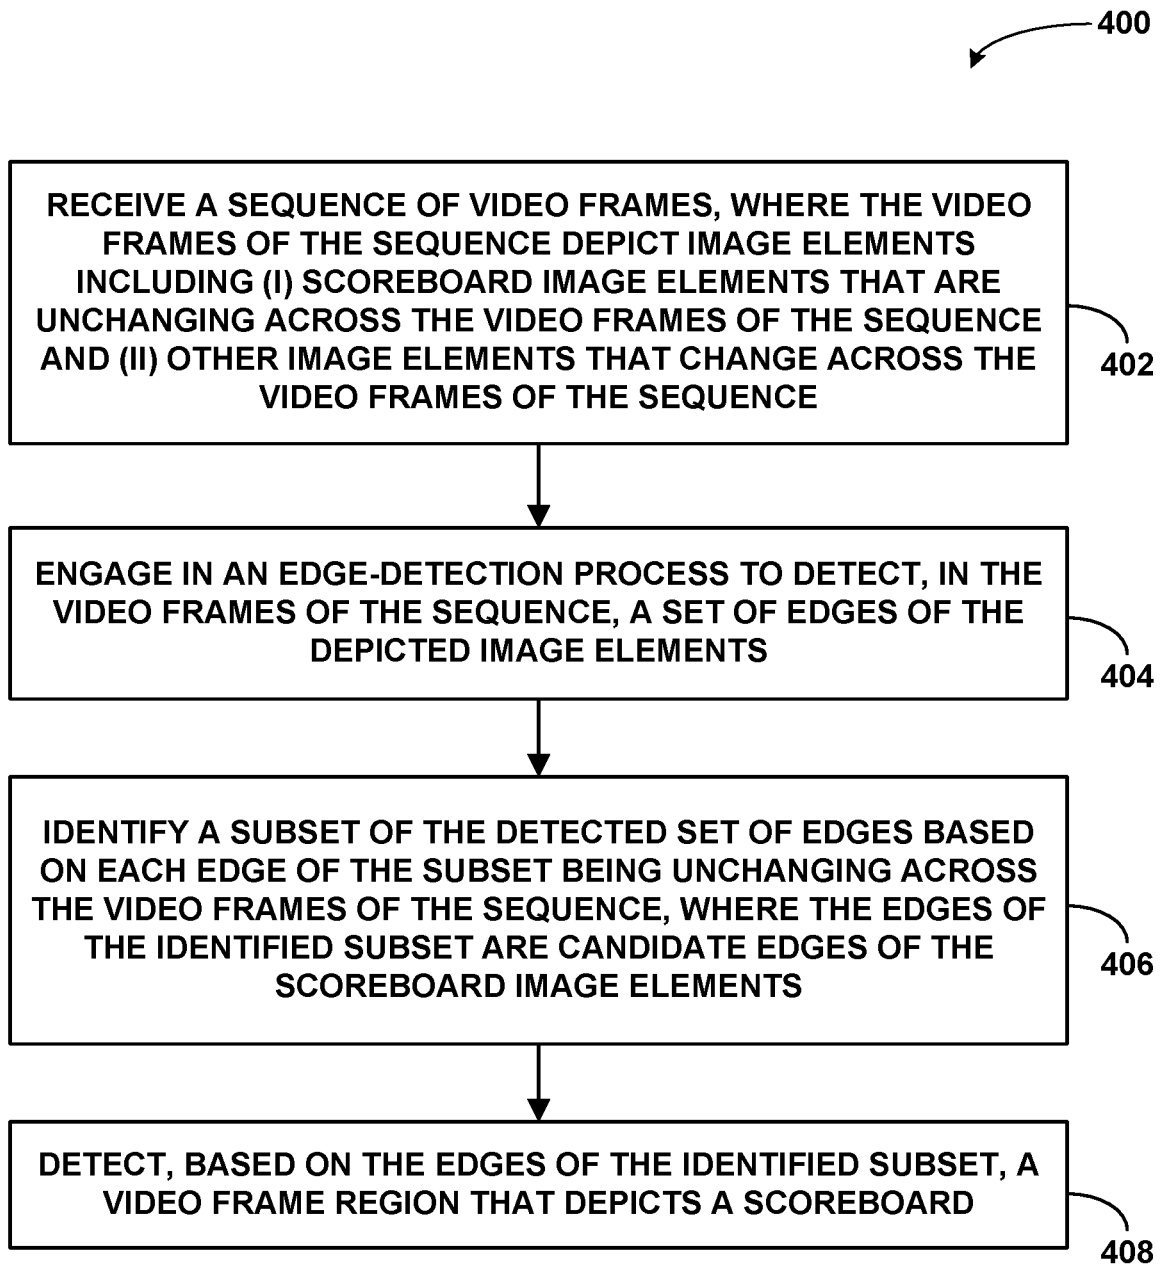 400
RECEIVE A SEQUENCE OF VIDEO FRAMES, WHERE THE VIDEO
FRAMES OF THE SEQUENCE DEPICT IMAGE ELEMENTS
INCLUDING (I) SCOREBOARD IMAGE ELEMENTS THAT ARE
UNCHANGING ACROSS THE VIDEO FRAMES OF THE SEQUENCE
AND (II) OTHER IMAGE ELEMENTS THAT CHANGE ACROSS THE
VIDEO FRAMES OF THE SEQUENCE
402
ENGAGE IN AN EDGE-DETECTION PROCESS TO DETECT, IN THE
VIDEO FRAMES OF THE SEQUENCE, A SET OF EDGES OF THE
DEPICTED IMAGE ELEMENTS
404
IDENTIFY A SUBSET OF THE DETECTED SET OF EDGES BASED
ON EACH EDGE OF THE SUBSET BEING UNCHANGING ACROSS
THE VIDEO FRAMES OF THE SEQUENCE, WHERE THE EDGES OF
THE IDENTIFIED SUBSET ARE CANDIDATE EDGES OF THE
SCOREBOARD IMAGE ELEMENTS
406
DETECT, BASED ON THE EDGES OF THE IDENTIFIED SUBSET, A
VIDEO FRAME REGION THAT DEPICTS A SCOREBOARD
408